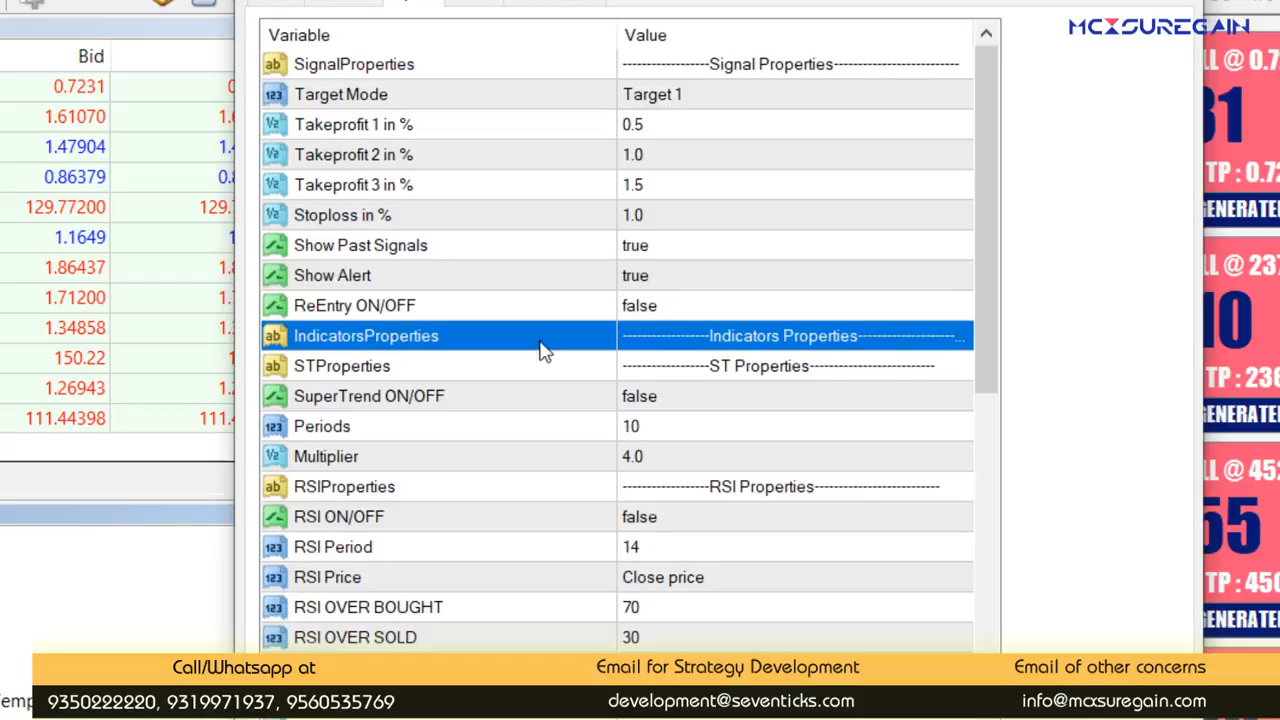 MCXSUREGAIN
Bid
0.7231
1.61070
1.47904
0.86379
129.77200
1.1649
1.86437
1.71200
1.34858
150.22
1.26943
111.44398
Variable Value
SignalProperties ------------------Signal Properties--------------------------
Target Mode Target 1
Takeprofit 1 in % 0.5
Takeprofit 2 in % 1.0
Takeprofit 3 in % 1.5
Stoploss in % 1.0
Show Past Signals true
Show Alert true
ReEntry ON/OFF false
IndicatorsProperties ------------------Indicators Properties--------------------...
STProperties ------------------ST Properties--------------------------
SuperTrend ON/OFF false
Periods 10
Multiplier 4.0
RSIProperties ------------------RSI Properties--------------------------
RSI ON/OFF false
RSI Period 14
RSI Price Close price
RSI OVER BOUGHT 70
RSI OVER SOLD 30
Call/Whatsapp at
9350222220, 9319971937, 9560535769
Email for Strategy Development
development@seventicks.com
Email of other concerns
info@mcxsuregain.com